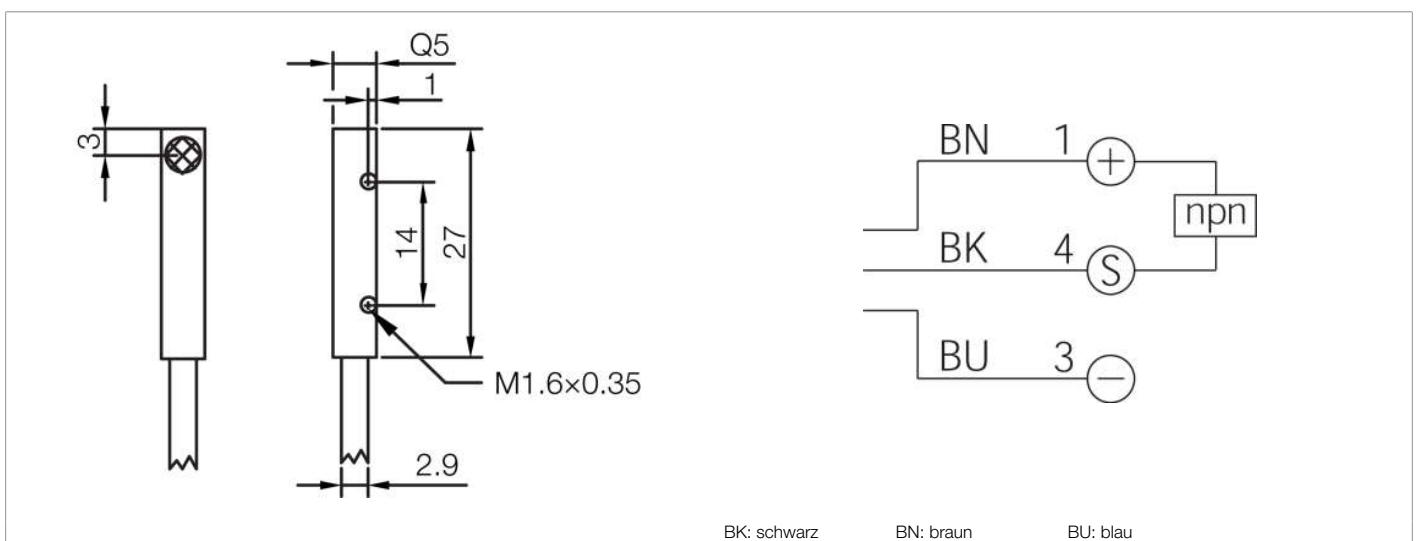 Q5
1
3
14
27
M1.6×0.35
2.9
BN 1 +
npn
BK 4 S
BU 3 −
BK: schwarz BN: braun BU: blau